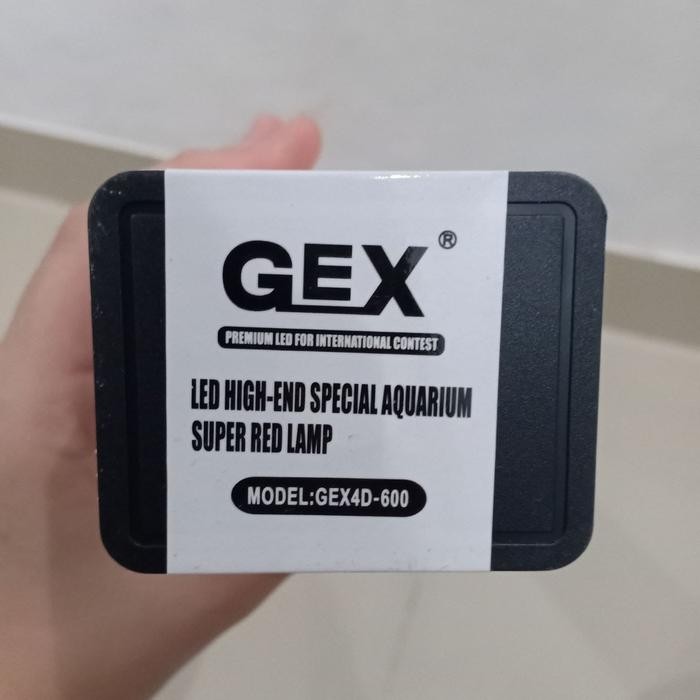 GEX®
PREMIUM LED FOR INTERNATIONAL CONTEST
LED HIGH-END SPECIAL AQUARIUM
SUPER RED LAMP
MODEL:GEX4D-600